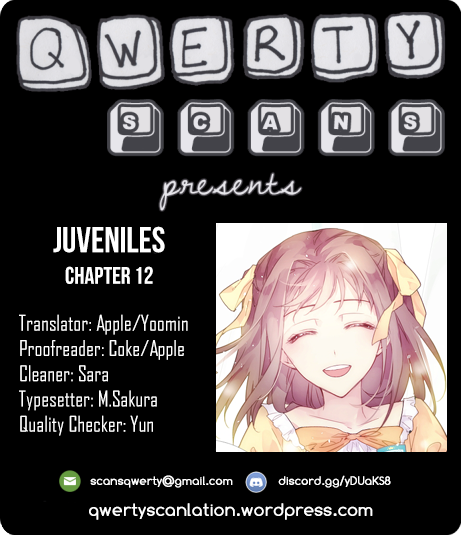 QWERTY
SCANS
presents
JUVENILES
CHAPTER 12
Translator: Apple/Yoomin
Proofreader: Coke/Apple
Cleaner: Sara
Typesetter: M.Sakura
Quality Checker: Yun
scansqwerty@gmail.com
discord.gg/yDUaKS8
qwertyscanlation.wordpress.com